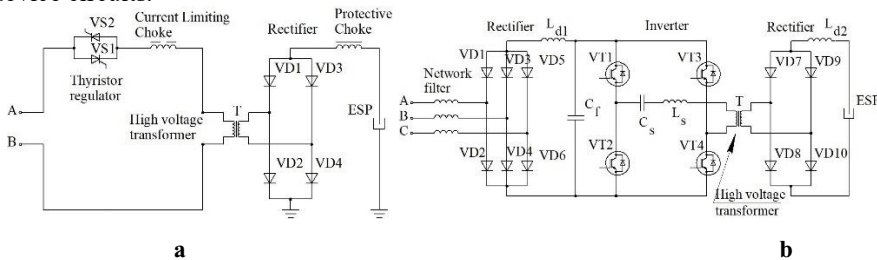 VS2
VS1
Thyristor
regulator
Current Limiting
Choke
High voltage
transformer
T
Rectifier
VD1
VD3
VD2
VD4
Protective
Choke
ESP
A
B
a
Network
filter
A
B
C
Rectifier
VD1
VD3
VD5
VD2
VD4
VD6
Ld1
Cf
Inverter
VT1
VT3
VT2
VT4
Cs
Ls
T
High voltage
transformer
Rectifier
VD7
VD9
VD8
VD10
Ld2
ESP
b